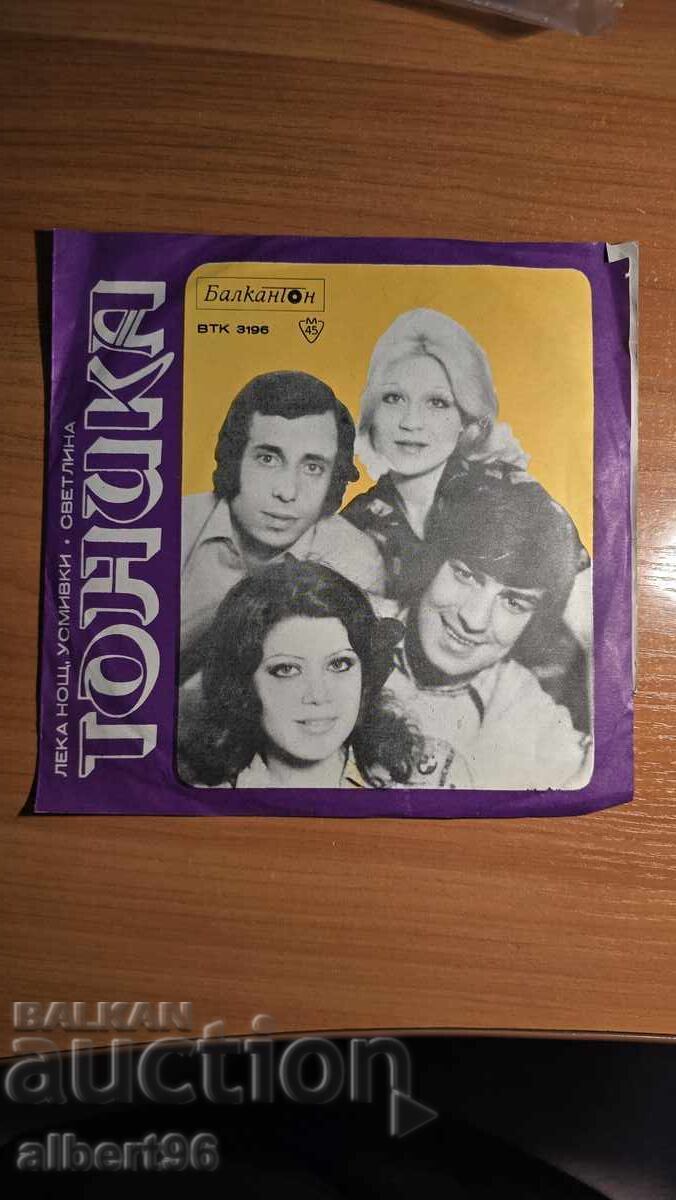 Балкантон
ВТК 3196
М
45
ТОНИКА
ЛЕКА НОЩ, УСМИВКИ • СВЕТЛИНА
BALKAN
auction
albert96